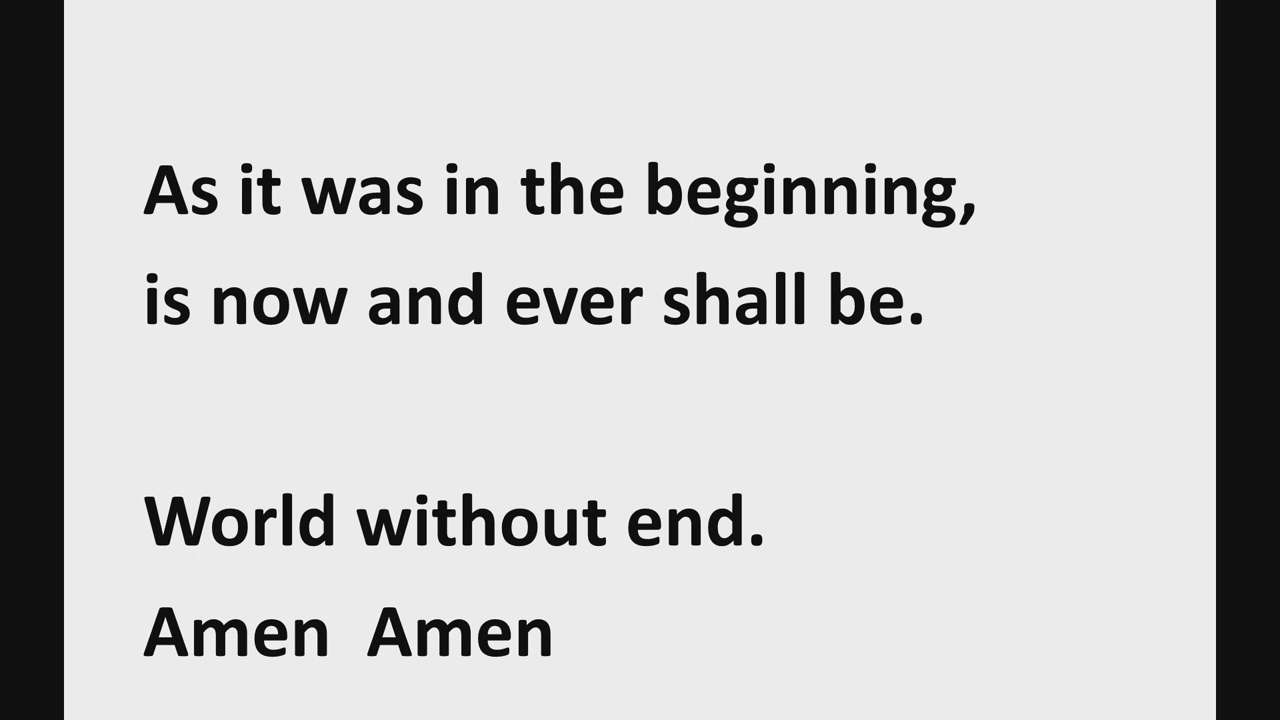 As it was in the beginning,
is now and ever shall be.
World without end.
Amen  Amen